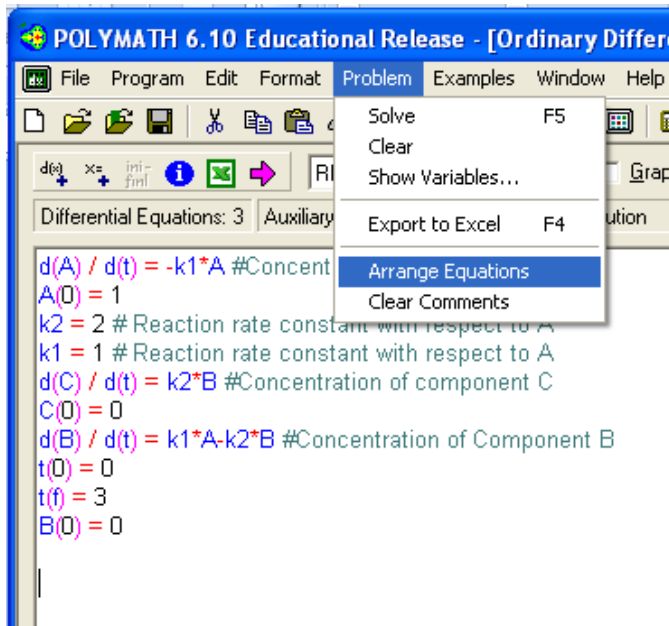 POLYMATH 6.10 Educational Release - [Ordinary Differe
File Program Edit Format Problem Examples Window Help
Solve F5
Clear
Show Variables...
Export to Excel F4
Arrange Equations
Clear Comments
d(x) x= ini- finl Grap
Differential Equations: 3 Auxiliary ution
d(A) / d(t) = -k1*A #Concent
A(0) = 1
k2 = 2 # Reaction rate constant with respect to A
k1 = 1 # Reaction rate constant with respect to A
d(C) / d(t) = k2*B #Concentration of component C
C(0) = 0
d(B) / d(t) = k1*A-k2*B #Concentration of Component B
t(0) = 0
t(f) = 3
B(0) = 0